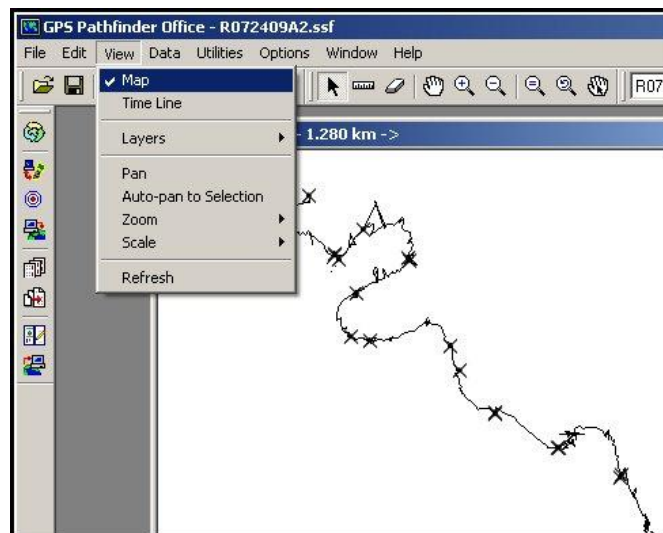 GPS Pathfinder Office - R072409A2.ssf
File Edit View Data Utilities Options Window Help
R07
Map
Time Line
- 1.280 km ->
Layers
Pan
Auto-pan to Selection
Zoom
Scale
Refresh